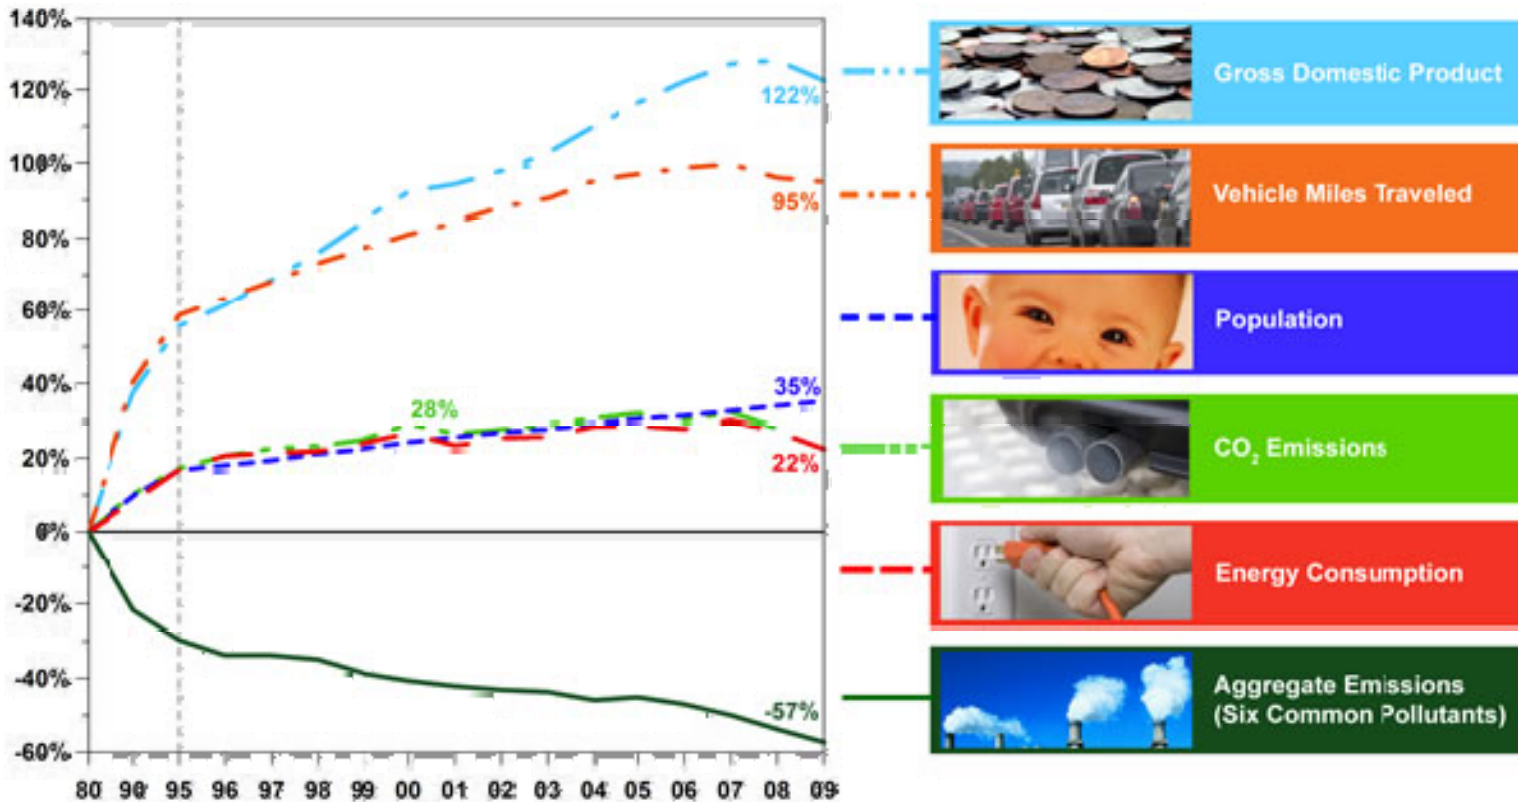 140%
120%
100%
80%
60%
40%
20%
0%
-20%
-40%
-60%
122%
95%
35%
28%
22%
-57%
80 90 95 96 97 98 99 00 01 02 03 04 05 06 07 08 09
Gross Domestic Product
Vehicle Miles Traveled
Population
CO₂ Emissions
Energy Consumption
Aggregate Emissions
(Six Common Pollutants)